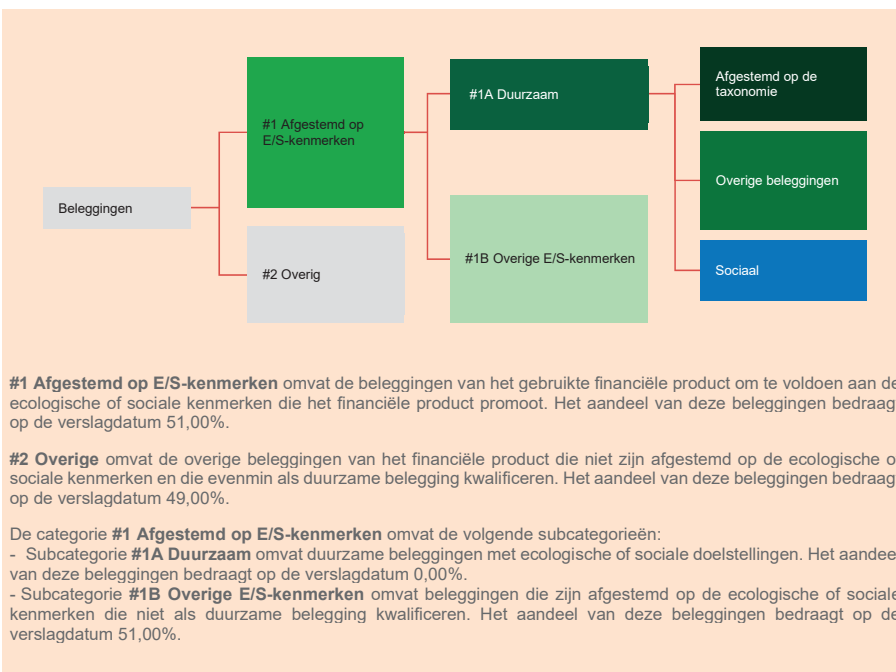 Beleggingen
#1 Afgestemd op
E/S-kenmerken
#2 Overig
#1A Duurzaam
#1B Overige E/S-kenmerken
Afgestemd op de
taxonomie
Overige beleggingen
Sociaal
#1 Afgestemd op E/S-kenmerken omvat de beleggingen van het gebruikte financiële product om te voldoen aan de
ecologische of sociale kenmerken die het financiële product promoot. Het aandeel van deze beleggingen bedraagt
op de verslagdatum 51,00%.
#2 Overige omvat de overige beleggingen van het financiële product die niet zijn afgestemd op de ecologische o
sociale kenmerken en die evenmin als duurzame belegging kwalificeren. Het aandeel van deze beleggingen bedraagt
op de verslagdatum 49,00%.
De categorie #1 Afgestemd op E/S-kenmerken omvat de volgende subcategorieën:
- Subcategorie #1A Duurzaam omvat duurzame beleggingen met ecologische of sociale doelstellingen. Het aandee
van deze beleggingen bedraagt op de verslagdatum 0,00%.
- Subcategorie #1B Overige E/S-kenmerken omvat beleggingen die zijn afgestemd op de ecologische of sociale
kenmerken die niet als duurzame belegging kwalificeren. Het aandeel van deze beleggingen bedraagt op de
verslagdatum 51,00%.